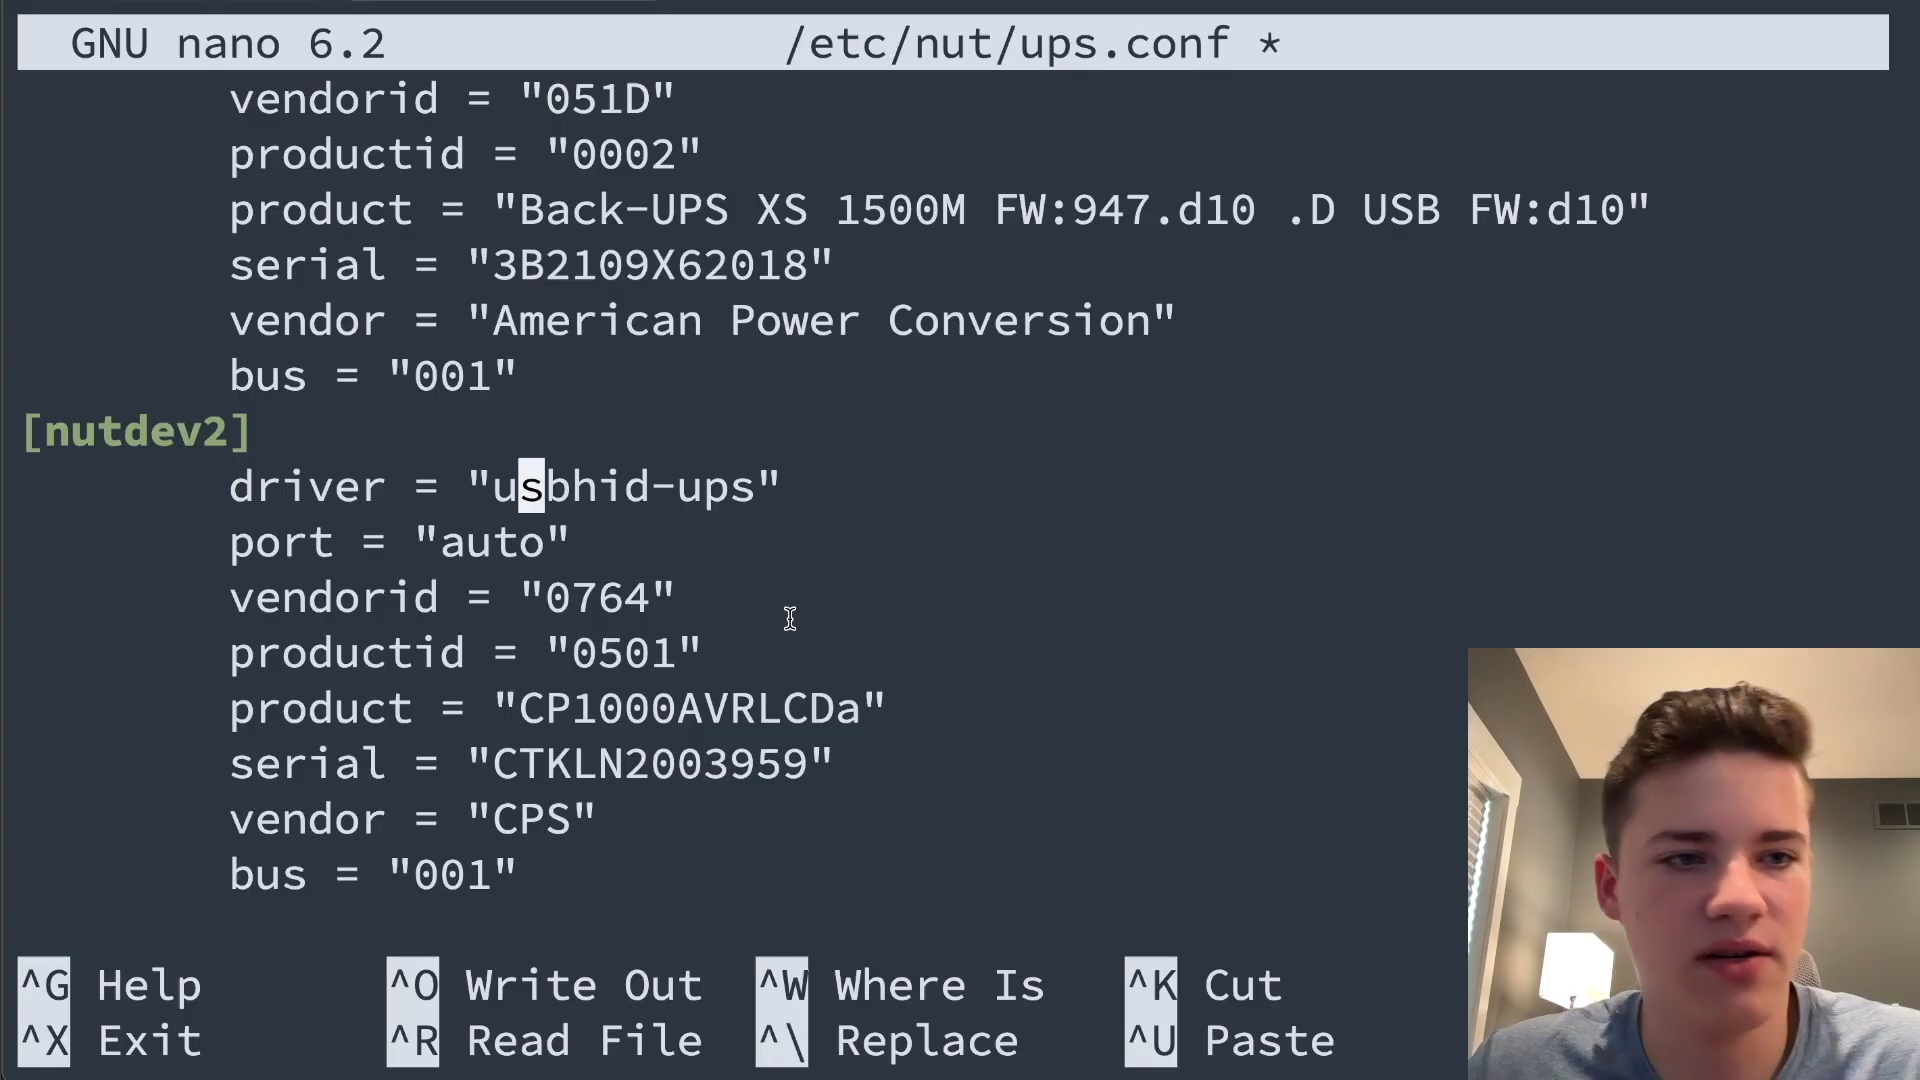 GNU nano 6.2 /etc/nut/ups.conf *
vendorid = "051D"
productid = "0002"
product = "Back-UPS XS 1500M FW:947.d10 .D USB FW:d10"
serial = "3B2109X62018"
vendor = "American Power Conversion"
bus = "001"
[nutdev2]
driver = "usbhid-ups"
port = "auto"
vendorid = "0764"
productid = "0501"
product = "CP1000AVRLCDa"
serial = "CTKLN2003959"
vendor = "CPS"
bus = "001"
^G Help ^O Write Out ^W Where Is ^K Cut
^X Exit ^R Read File ^\ Replace ^U Paste